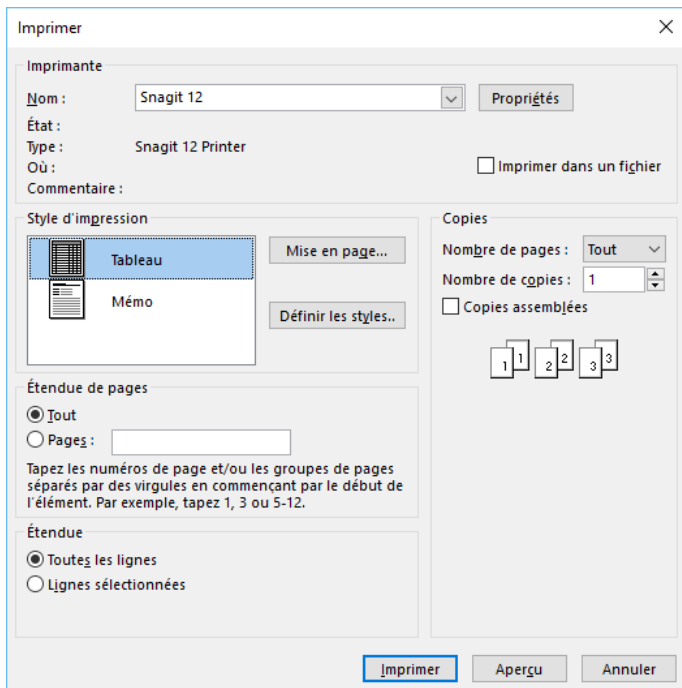 Imprimer
Imprimante
Nom :
Snagit 12
Propriétés
État :
Type :
Snagit 12 Printer
Où :
Imprimer dans un fichier
Commentaire :
Style d'impression
Tableau
Mémo
Mise en page...
Définir les styles..
Copies
Nombre de pages :
Tout
Nombre de copies :
1
Copies assemblées
1 1 2 2 3 3
Étendue de pages
Tout
Pages :
Tapez les numéros de page et/ou les groupes de pages
séparés par des virgules en commençant par le début de
l'élément. Par exemple, tapez 1, 3 ou 5-12.
Étendue
Toutes les lignes
Lignes sélectionnées
Imprimer
Aperçu
Annuler